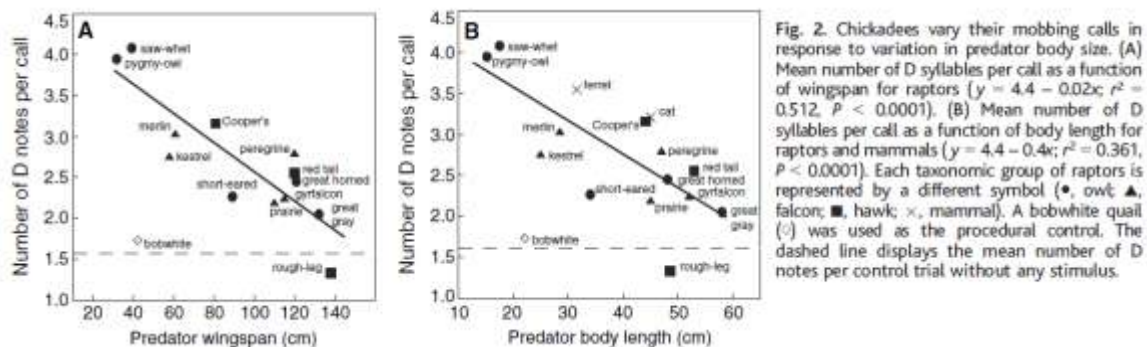 4.5
4.0
3.5
3.0
2.5
2.0
1.5
1.0
Number of D notes per call
A
saw-whet
pygmy-owl
merlin
Cooper's
kestrel
peregrine
red tail
great horned
gyrfalcon
short-eared
prairie
great
gray
bobwhite
rough-leg
20 40 60 80 100 120 140
Predator wingspan (cm)
4.5
4.0
3.5
3.0
2.5
2.0
1.5
1.0
Number of D notes per call
B
saw-whet
pygmy-owl
ferret
cat
Cooper's
merlin
kestrel
peregrine
red tail
great horned
gyrfalcon
short-eared
prairie
great
gray
bobwhite
rough-leg
10 20 30 40 50 60
Predator body length (cm)
Fig. 2. Chickadees vary their mobbing calls in
response to variation in predator body size. (A)
Mean number of D syllables per call as a function
of wingspan for raptors (y = 4.4 – 0.02x; r² =
0.512, P < 0.0001). (B) Mean number of D
syllables per call as a function of body length for
raptors and mammals (y = 4.4 – 0.4x; r² = 0.361,
P < 0.0001). Each taxonomic group of raptors is
represented by a different symbol (●, owl; ▲,
falcon; ■, hawk; ×, mammal). A bobwhite quail
(◇) was used as the procedural control. The
dashed line displays the mean number of D
notes per control trial without any stimulus.